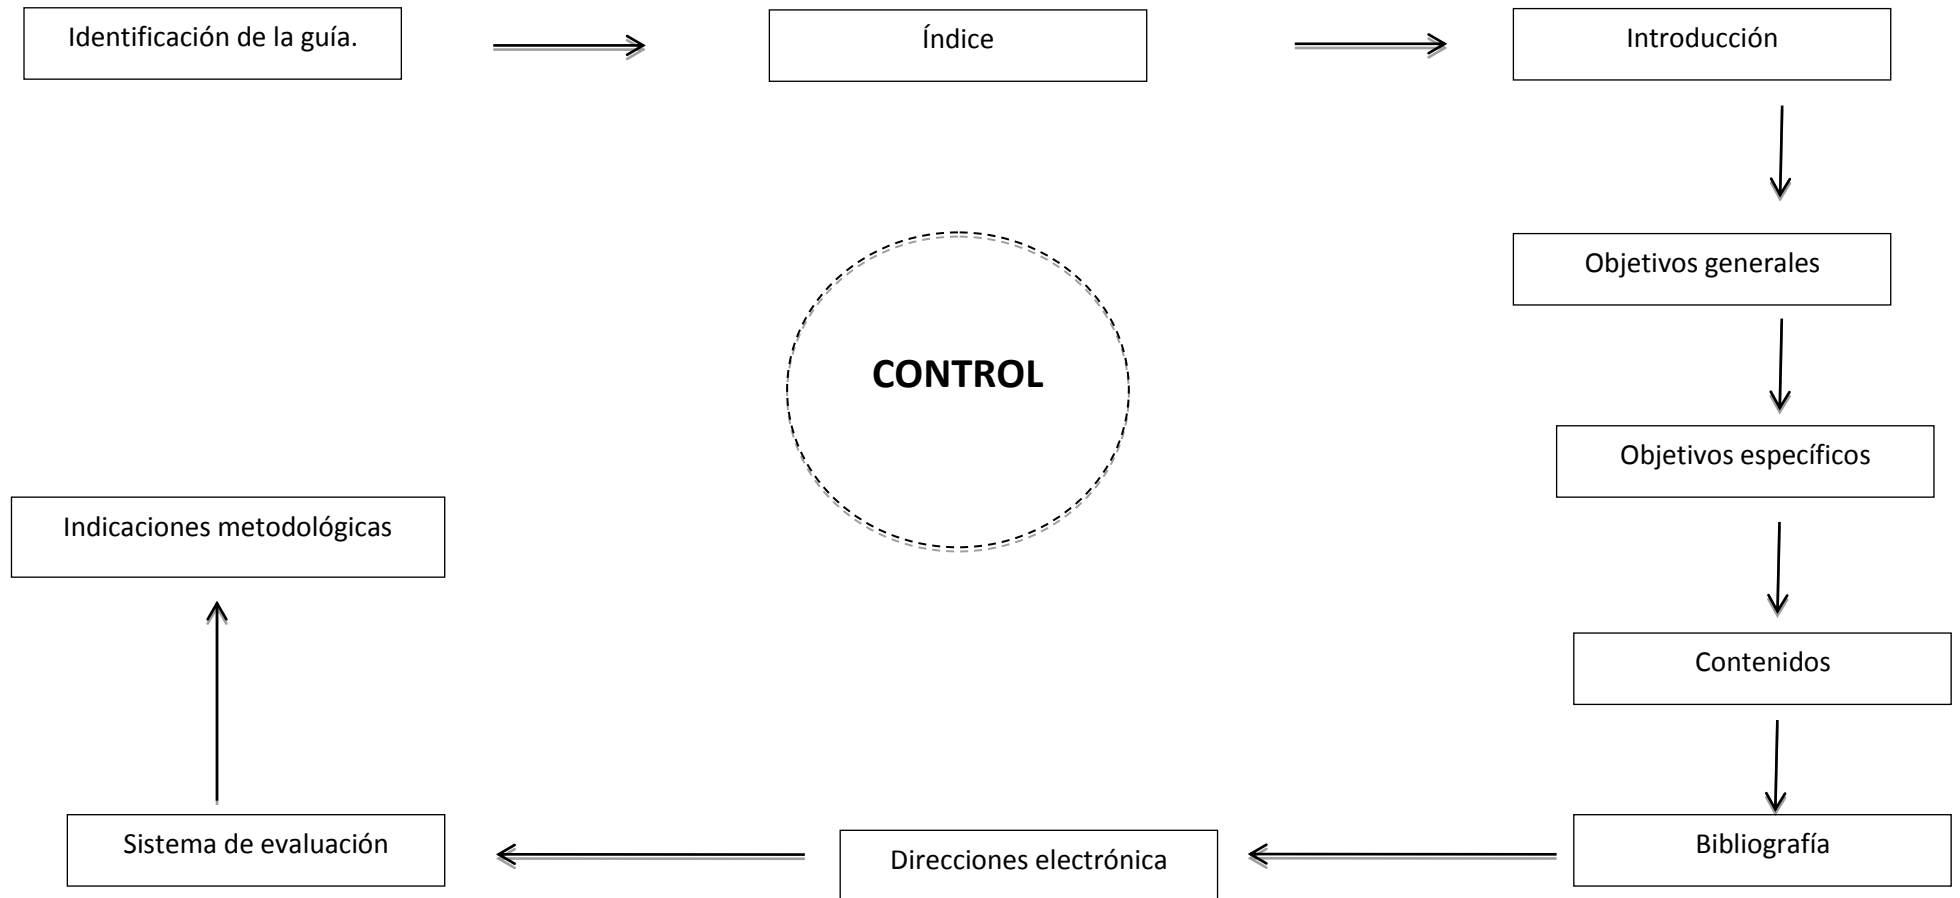 Identificación de la guía.
Índice
Introducción
Objetivos generales
CONTROL
Objetivos específicos
Indicaciones metodológicas
Contenidos
Sistema de evaluación
Direcciones electrónica
Bibliografía